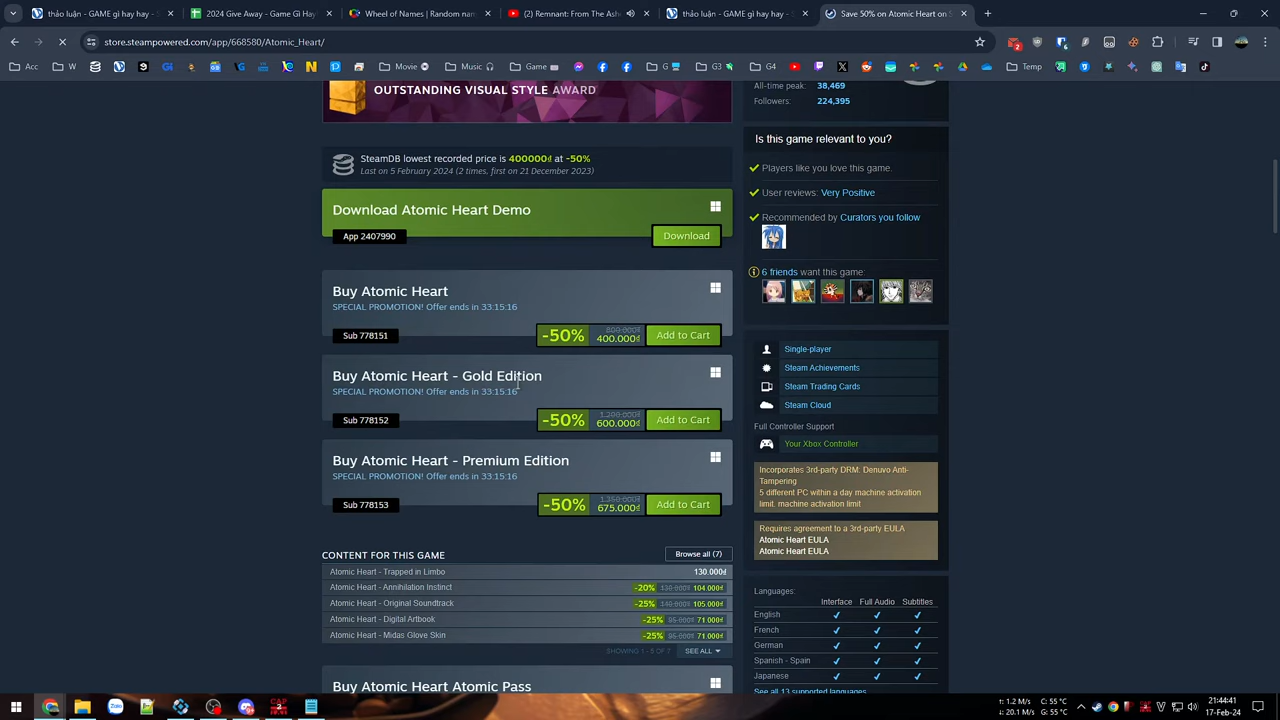 thảo luận - GAME gì hay hay - 
2024 Give Away - Game Gì Ha
Wheel of Names | Random nam
(2) Remnant: From The Ash
thảo luận - GAME gì hay hay - 
Save 50% on Atomic Heart on S
store.steampowered.com/app/668580/Atomic_Heart/
Acc
W
Movie
Music
Game
G
G3
G4
Temp
OUTSTANDING VISUAL STYLE AWARD
All-time peak: 38,469
Followers: 224,395
SteamDB lowest recorded price is 400000₫ at -50%
Last on 5 February 2024 (2 times, first on 21 December 2023)
Download Atomic Heart Demo
App 2407990
Download
Buy Atomic Heart
SPECIAL PROMOTION! Offer ends in 33:15:16
Sub 778151
-50%
800.000₫
400.000₫
Add to Cart
Buy Atomic Heart - Gold Edition
SPECIAL PROMOTION! Offer ends in 33:15:16
Sub 778152
-50%
1.200.000₫
600.000₫
Add to Cart
Buy Atomic Heart - Premium Edition
SPECIAL PROMOTION! Offer ends in 33:15:16
Sub 778153
-50%
1.350.000₫
675.000₫
Add to Cart
CONTENT FOR THIS GAME
Browse all (7)
Atomic Heart - Trapped in Limbo 130.000₫
Atomic Heart - Annihilation Instinct -20% 130.000₫ 104.000₫
Atomic Heart - Original Soundtrack -25% 140.000₫ 105.000₫
Atomic Heart - Digital Artbook -25% 85.000₫ 71.000₫
Atomic Heart - Midas Glove Skin -25% 85.000₫ 71.000₫
SHOWING 1 - 5 OF 7
SEE ALL
Buy Atomic Heart Atomic Pass
Is this game relevant to you?
Players like you love this game.
User reviews: Very Positive
Recommended by Curators you follow
6 friends want this game:
Single-player
Steam Achievements
Steam Trading Cards
Steam Cloud
Full Controller Support
Your Xbox Controller
Incorporates 3rd-party DRM: Denuvo Anti-
Tampering
5 different PC within a day machine activation
limit. machine activation limit
Requires agreement to a 3rd-party EULA
Atomic Heart EULA
Atomic Heart EULA
Languages:
Interface Full Audio Subtitles
English
French
German
Spanish - Spain
Japanese
See all 13 supported languages
Zalo
CAP
↑: 1.2 M/s
↓: 20.1 M/s
C: 55 °C
G: 55 °C
21:44:41
17-Feb-24